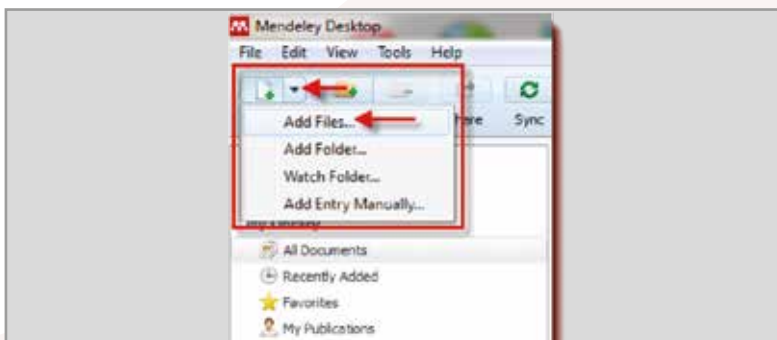 Mendeley Desktop
File Edit View Tools Help
Sync
Add Files...
Add Folder...
Watch Folder...
Add Entry Manually...
All Documents
Recently Added
Favorites
My Publications